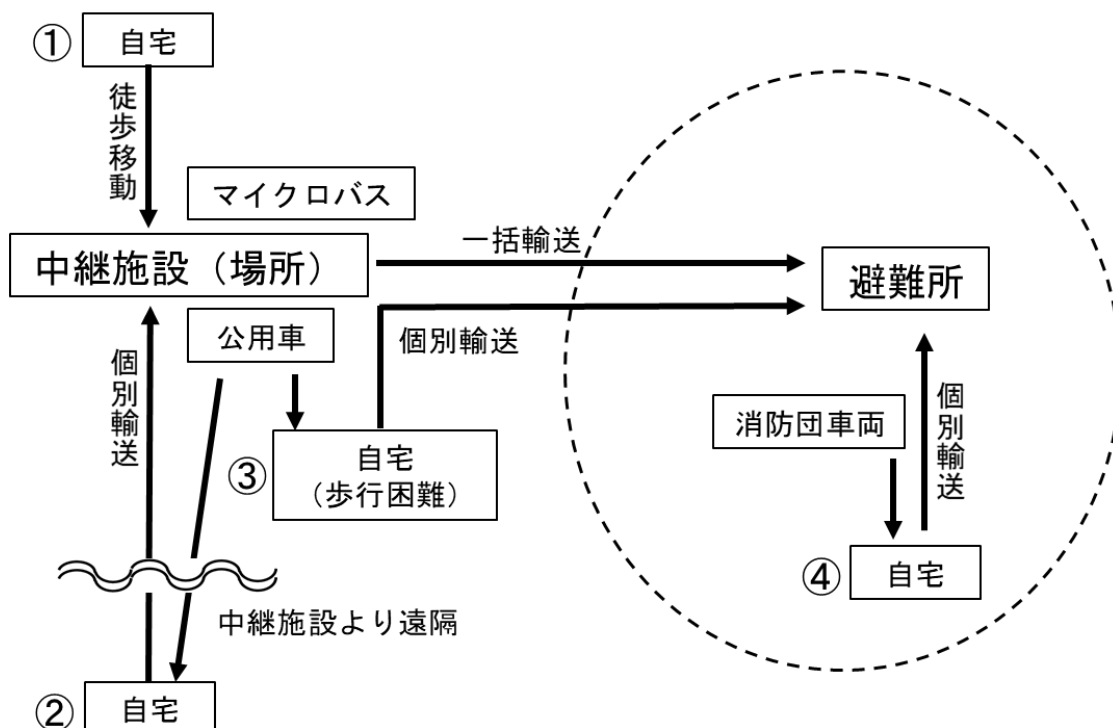 ① 自宅
徒歩移動
マイクロバス
中継施設（場所）
一括輸送
避難所
公用車
個別輸送
個別輸送
消防団車両
個別輸送
③ 自宅
（歩行困難）
④ 自宅
中継施設より遠隔
② 自宅